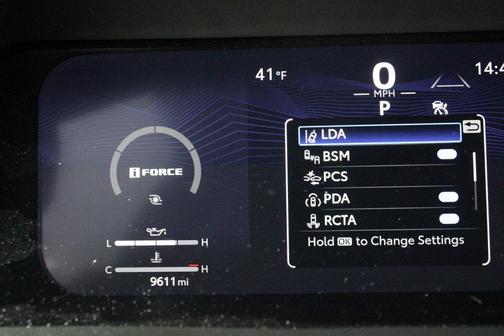 41°F
0
MPH
P
14:4
i FORCE
LDA
BSM
PCS
PDA
RCTA
Hold OK to Change Settings
L H
C H
9611 mi